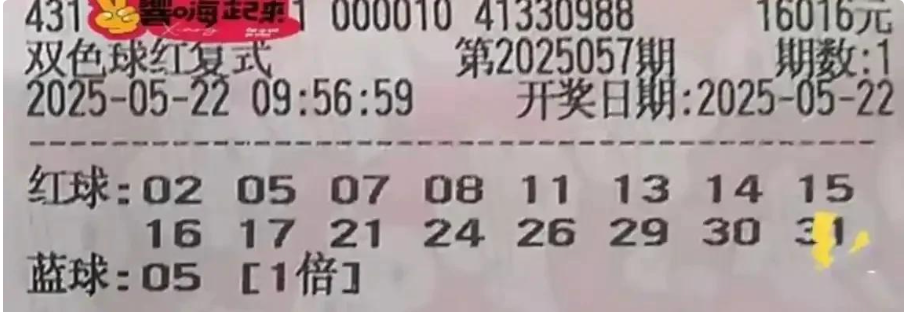 431 嗨起来 1 000010 41330988 16016元
双色球红复式 第2025057期 期数:1
2025-05-22 09:56:59 开奖日期:2025-05-22
红球:02 05 07 08 11 13 14 15
16 17 21 24 26 29 30 31
蓝球:05 [1倍]